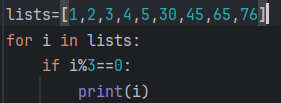 lists=[1,2,3,4,5,30,45,65,76]
for i in lists:
    if i%3==0:
        print(i)